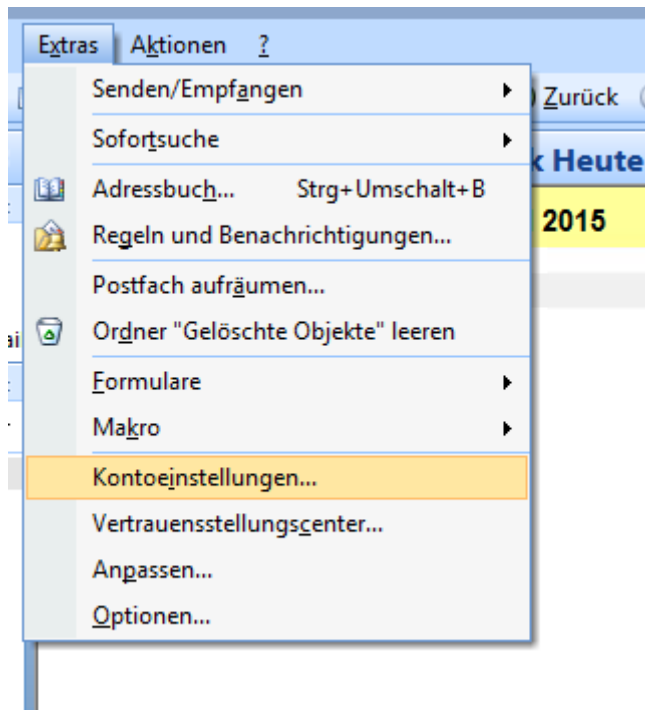 Extras Aktionen ?
Senden/Empfangen
Zurück
Sofortsuche
k Heute
Adressbuch... Strg+Umschalt+B
2015
Regeln und Benachrichtigungen...
Postfach aufräumen...
Ordner "Gelöschte Objekte" leeren
Formulare
Makro
Kontoeinstellungen...
Vertrauensstellungscenter...
Anpassen...
Optionen...